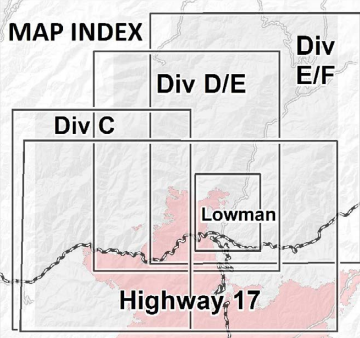 MAP INDEX
Div
E/F
Div D/E
Div C
Lowman
Highway 17